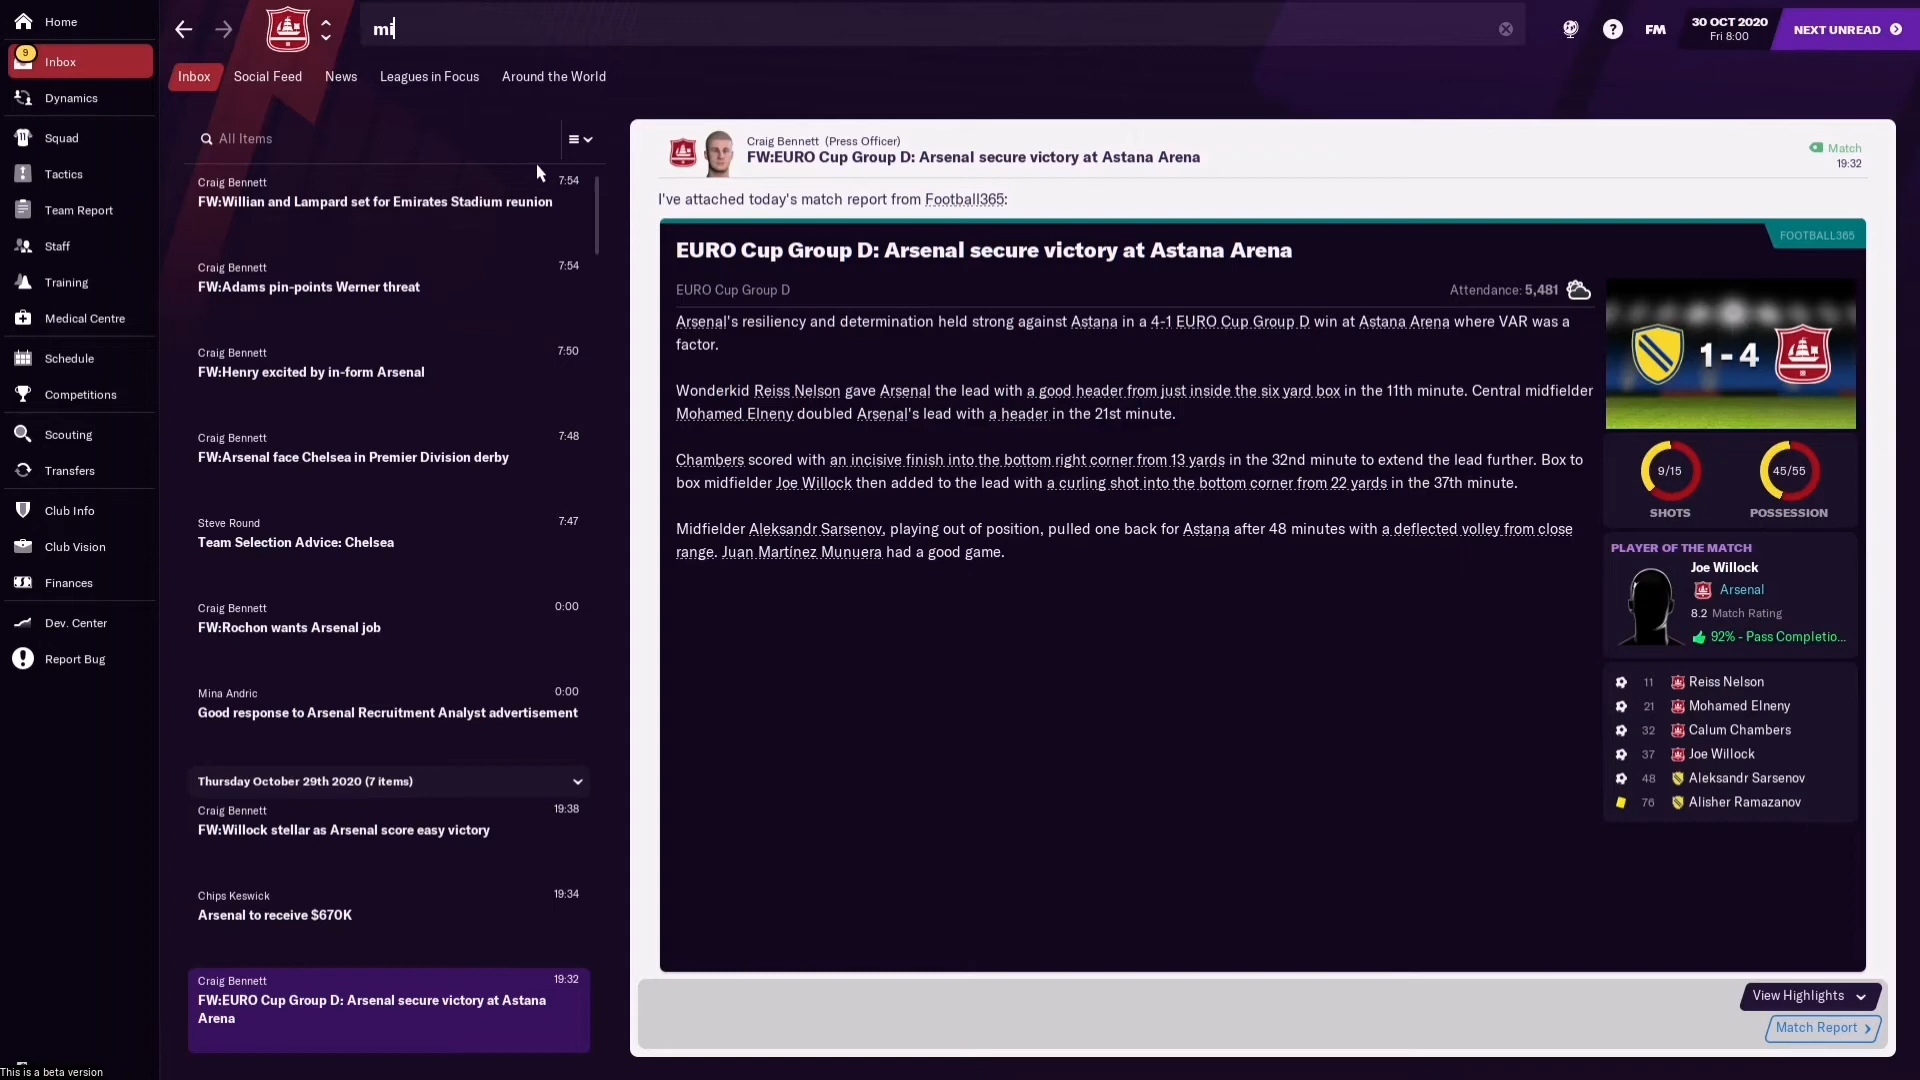 Home
9
Inbox
Dynamics
Squad
Tactics
Team Report
Staff
Training
Medical Centre
Schedule
Competitions
Scouting
Transfers
Club Info
Club Vision
Finances
Dev. Center
Report Bug
This is a beta version
mi
FM
30 OCT 2020
Fri 8:00
NEXT UNREAD
Inbox
Social Feed
News
Leagues in Focus
Around the World
All Items
Craig Bennett
7:54
FW:Willian and Lampard set for Emirates Stadium reunion
Craig Bennett
7:54
FW:Adams pin-points Werner threat
Craig Bennett
7:50
FW:Henry excited by in-form Arsenal
Craig Bennett
7:48
FW:Arsenal face Chelsea in Premier Division derby
Steve Round
7:47
Team Selection Advice: Chelsea
Craig Bennett
0:00
FW:Rochon wants Arsenal job
Mina Andric
0:00
Good response to Arsenal Recruitment Analyst advertisement
Thursday October 29th 2020 (7 items)
Craig Bennett
19:38
FW:Willock stellar as Arsenal score easy victory
Chips Keswick
19:34
Arsenal to receive $670K
Craig Bennett
19:32
FW:EURO Cup Group D: Arsenal secure victory at Astana
Arena
Craig Bennett (Press Officer)
FW:EURO Cup Group D: Arsenal secure victory at Astana Arena
Match
19:32
I've attached today's match report from Football365:
FOOTBALL365
EURO Cup Group D: Arsenal secure victory at Astana Arena
EURO Cup Group D
Attendance: 5,481
Arsenal's resiliency and determination held strong against Astana in a 4-1 EURO Cup Group D win at Astana Arena where VAR was a
factor.
Wonderkid Reiss Nelson gave Arsenal the lead with a good header from just inside the six yard box in the 11th minute. Central midfielder
Mohamed Elneny doubled Arsenal's lead with a header in the 21st minute.
Chambers scored with an incisive finish into the bottom right corner from 13 yards in the 32nd minute to extend the lead further. Box to
box midfielder Joe Willock then added to the lead with a curling shot into the bottom corner from 22 yards in the 37th minute.
Midfielder Aleksandr Sarsenov, playing out of position, pulled one back for Astana after 48 minutes with a deflected volley from close
range. Juan Martínez Munuera had a good game.
1 - 4
9/15
45/55
SHOTS
POSSESSION
PLAYER OF THE MATCH
Joe Willock
Arsenal
8.2 Match Rating
92% - Pass Completio...
11 Reiss Nelson
21 Mohamed Elneny
32 Calum Chambers
37 Joe Willock
48 Aleksandr Sarsenov
76 Alisher Ramazanov
View Highlights
Match Report